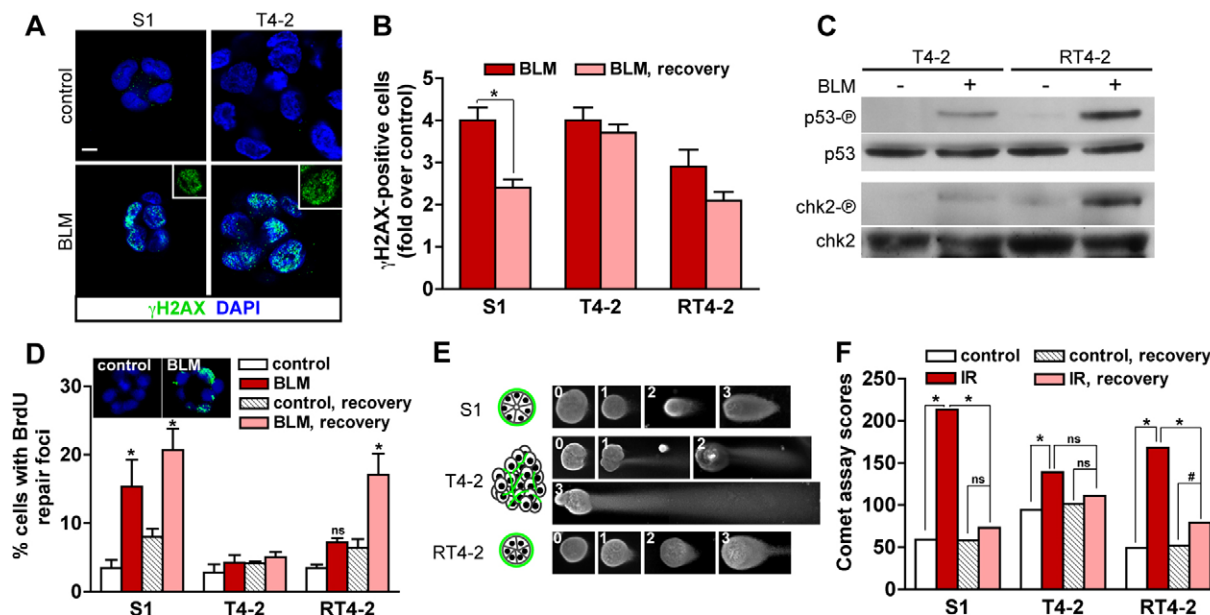 A
S1
T4-2
control
BLM
γH2AX DAPI
B
γH2AX-positive cells
(fold over control)
BLM
BLM, recovery
5
4
3
2
1
0
*
S1
T4-2
RT4-2
C
T4-2
RT4-2
BLM
-
+
-
+
p53-Ⓟ
p53
chk2-Ⓟ
chk2
D
% cells with BrdU
repair foci
30
20
10
0
control
BLM
control
BLM
control, recovery
BLM, recovery
*
*
ns
*
S1
T4-2
RT4-2
E
S1
0
1
2
3
T4-2
0
1
2
3
RT4-2
0
1
2
3
F
Comet assay scores
control
control, recovery
IR
IR, recovery
250
200
150
100
50
0
*
*
ns
*
ns
ns
*
*
#
S1
T4-2
RT4-2